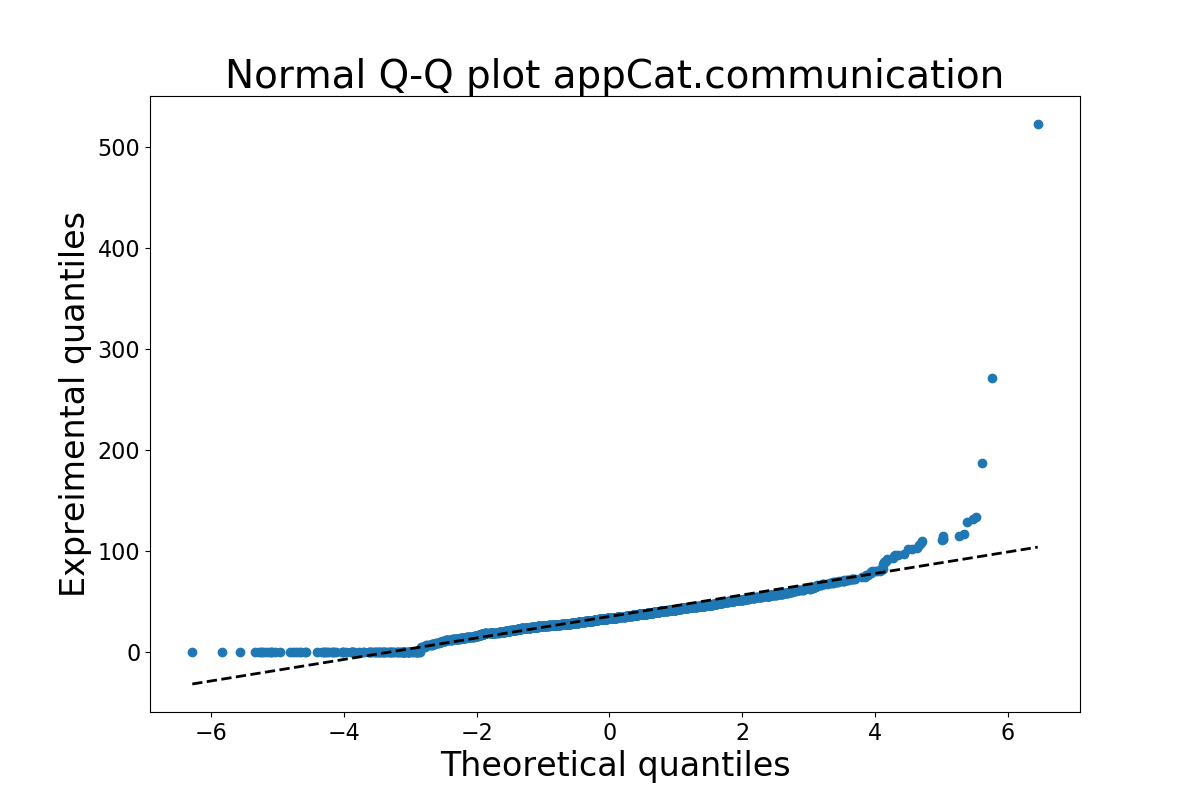 Normal Q-Q plot appCat.communication
Expreimental quantiles
500
400
300
200
100
0
−6 −4 −2 0 2 4 6
Theoretical quantiles